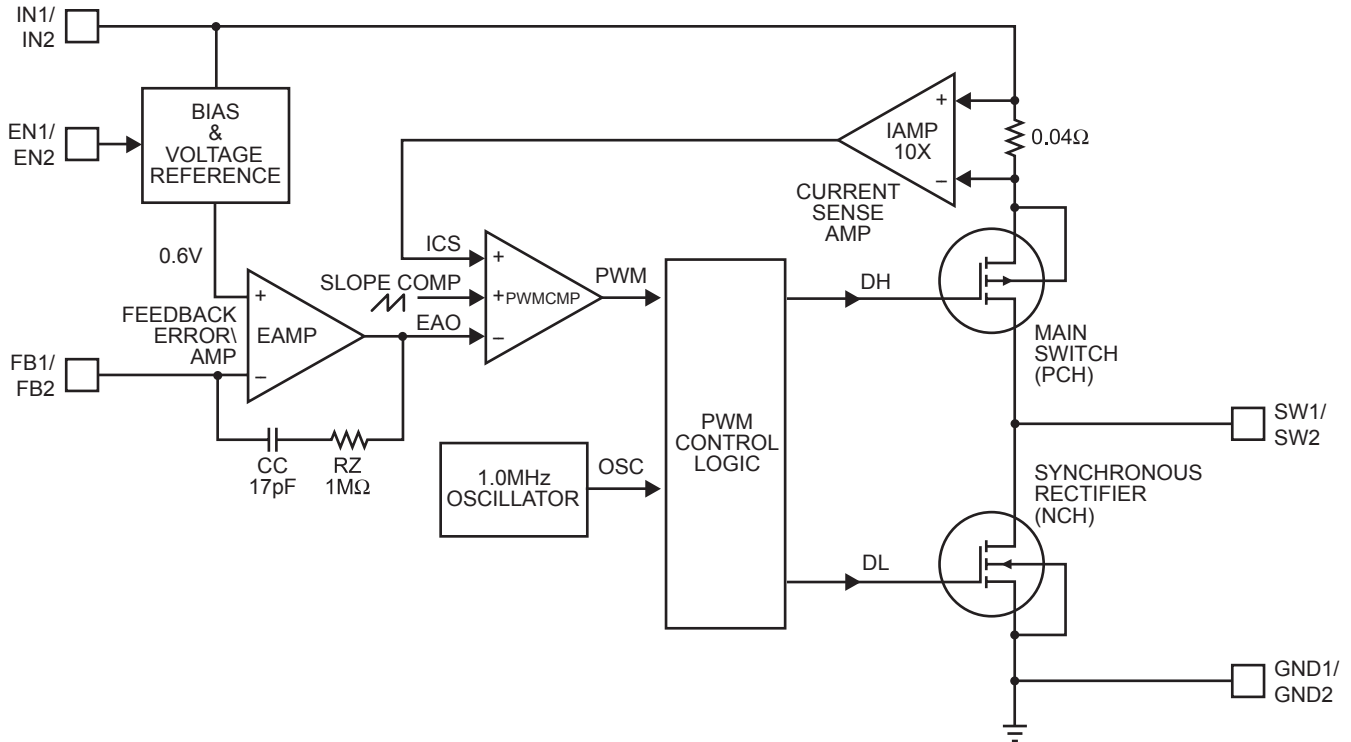 IN1/
IN2
BIAS
&
VOLTAGE
REFERENCE
EN1/
EN2
0.6V
+
IAMP
10X
–
0.04Ω
CURRENT
SENSE
AMP
ICS
+
SLOPE COMP
+
PWMCMP
EAO
–
PWM
DH
MAIN
SWITCH
(PCH)
FEEDBACK
ERROR\
AMP
+
EAMP
–
FB1/
FB2
CC
17pF
RZ
1MΩ
1.0MHz
OSCILLATOR
OSC
PWM
CONTROL
LOGIC
SW1/
SW2
SYNCHRONOUS
RECTIFIER
(NCH)
DL
GND1/
GND2